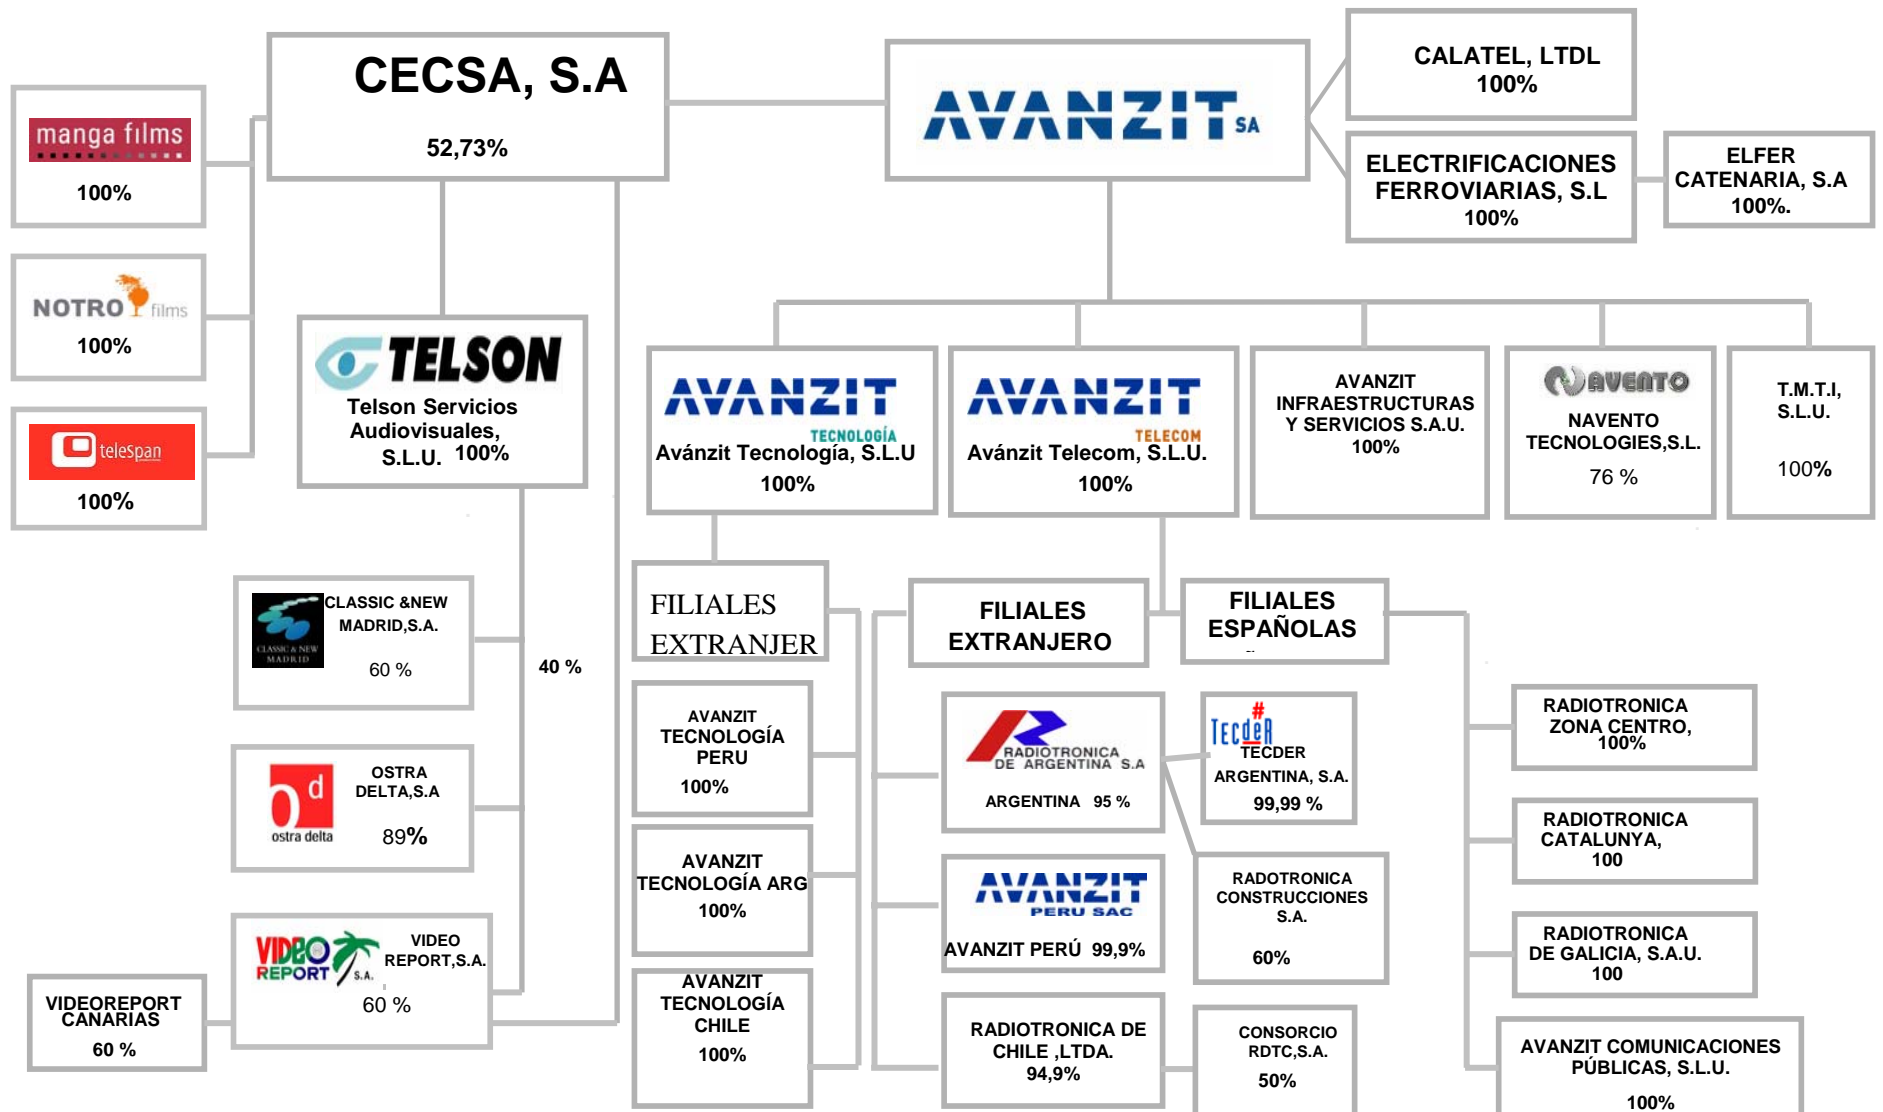 CECSA, S.A
52,73%
AVANZIT SA
CALATEL, LTDL
100%
ELECTRIFICACIONES
FERROVIARIAS, S.L
100%
ELFER
CATENARIA, S.A
100%.
manga films
100%
NOTRO films
100%
telespan
100%
TELSON
Telson Servicios
Audiovisuales,
S.L.U. 100%
AVANZIT
TECNOLOGÍA
Avánzit Tecnología, S.L.U
100%
AVANZIT
TELECOM
Avánzit Telecom, S.L.U.
100%
AVANZIT
INFRAESTRUCTURAS
Y SERVICIOS S.A.U.
100%
NAVENTO
NAVENTO
TECNOLOGIES,S.L.
76 %
T.M.T.I,
S.L.U.
100%
CLASSIC & NEW
MADRID
CLASSIC &NEW
MADRID,S.A.
60 %
40 %
od
ostra delta
OSTRA
DELTA,S.A
89%
VIDEO
REPORT S.A.
VIDEO
REPORT,S.A.
60 %
VIDEOREPORT
CANARIAS
60 %
FILIALES
EXTRANJER
AVANZIT
TECNOLOGÍA
PERU
100%
AVANZIT
TECNOLOGÍA ARG
100%
AVANZIT
TECNOLOGÍA
CHILE
100%
FILIALES
EXTRANJERO
FILIALES
ESPAÑOLAS
R
RADIOTRONICA
DE ARGENTINA S.A
ARGENTINA 95 %
TECdeR
#
TECDER
ARGENTINA, S.A.
99,99 %
AVANZIT
PERU SAC
AVANZIT PERÚ 99,9%
RADOTRONICA
CONSTRUCCIONES
S.A.
60%
RADIOTRONICA DE
CHILE ,LTDA.
94,9%
CONSORCIO
RDTC,S.A.
50%
RADIOTRONICA
ZONA CENTRO,
100%
RADIOTRONICA
CATALUNYA,
100
RADIOTRONICA
DE GALICIA, S.A.U.
100
AVANZIT COMUNICACIONES
PÚBLICAS, S.L.U.
100%